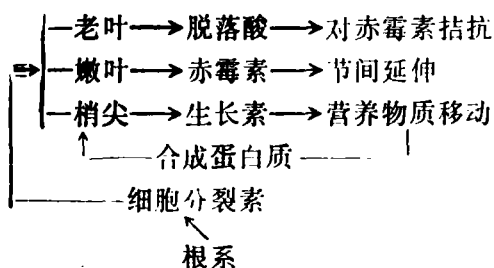 老叶→脱落酸→对赤霉素拮抗
嫩叶→赤霉素→节间延伸
梢尖→生长素→营养物质移动
合成蛋白质
细胞分裂素
根系